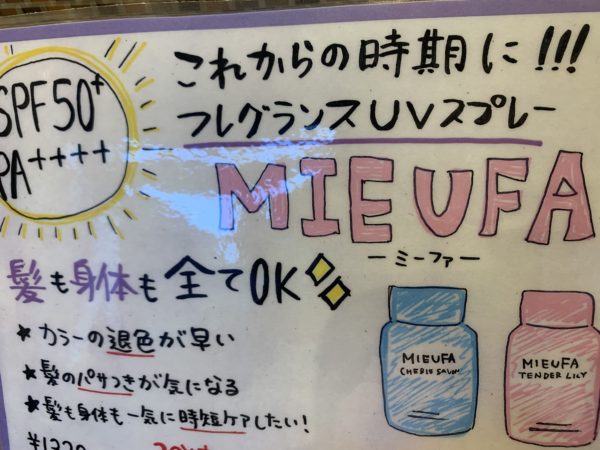 これからの時期に!!!
SPF50+
PA++++
フレグランスUVスプレー
MIEUFA
ーミーファー
髪も身体も全てOK
★カラーの退色が早い
★髪のパサつきが気になる
★髪も身体も一気に時短ケアしたい!
MIEUFA
CHERIE SAVON
MIEUFA
TENDER LILY